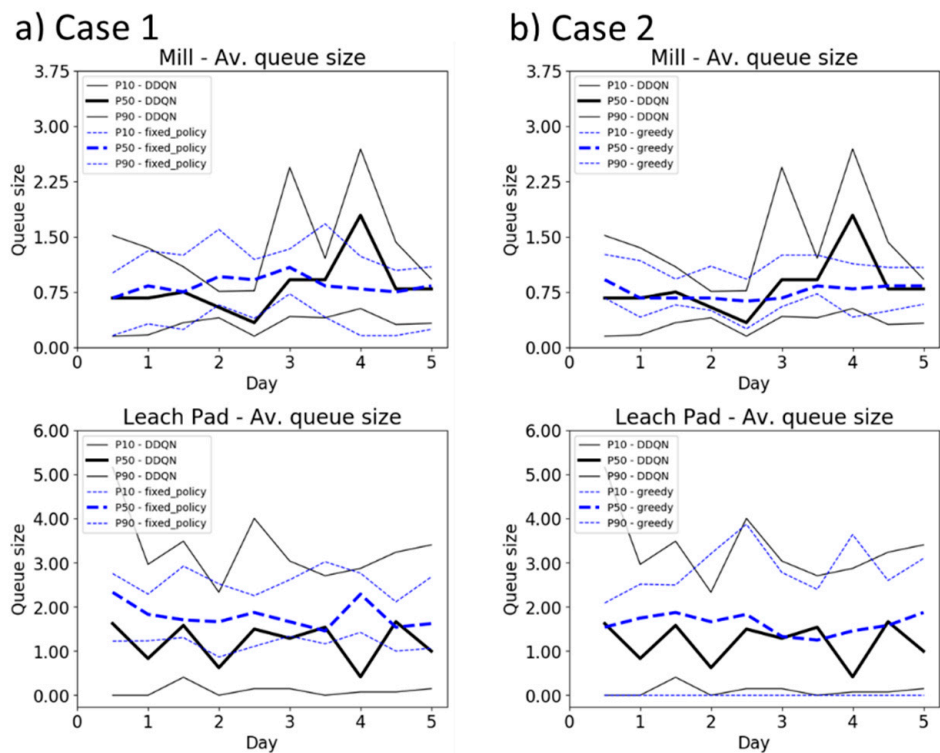 a) Case 1
Mill - Av. queue size
3.75
3.00
2.25
1.50
0.75
0.00
Queue size
P10 - DDQN
P50 - DDQN
P90 - DDQN
P10 - fixed_policy
P50 - fixed_policy
P90 - fixed_policy
0 1 2 3 4 5
Day
Leach Pad - Av. queue size
6.00
5.00
4.00
3.00
2.00
1.00
0.00
Queue size
P10 - DDQN
P50 - DDQN
P90 - DDQN
P10 - fixed_policy
P50 - fixed_policy
P90 - fixed_policy
0 1 2 3 4 5
Day
b) Case 2
Mill - Av. queue size
3.75
3.00
2.25
1.50
0.75
0.00
Queue size
P10 - DDQN
P50 - DDQN
P90 - DDQN
P10 - greedy
P50 - greedy
P90 - greedy
0 1 2 3 4 5
Day
Leach Pad - Av. queue size
6.00
5.00
4.00
3.00
2.00
1.00
0.00
Queue size
P10 - DDQN
P50 - DDQN
P90 - DDQN
P10 - greedy
P50 - greedy
P90 - greedy
0 1 2 3 4 5
Day